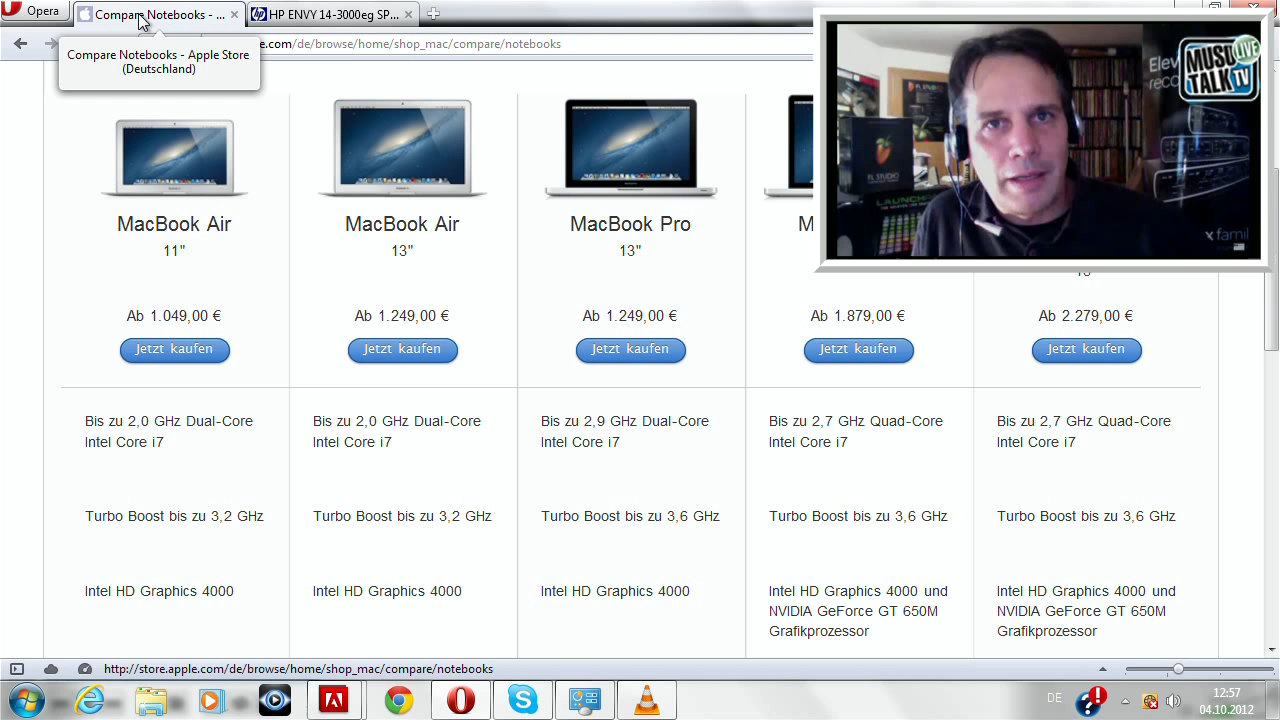 Opera
Compare Notebooks - ...
HP ENVY 14-3000eg SP...
e.com/de/browse/home/shop_mac/compare/notebooks
Compare Notebooks - Apple Store
(Deutschland)
MUSO
TALK
LIVE
TV
FL STUDIO
LAUNCH
x famil
MacBook Air
11"
Ab 1.049,00 €
Jetzt kaufen
MacBook Air
13"
Ab 1.249,00 €
Jetzt kaufen
MacBook Pro
13"
Ab 1.249,00 €
Jetzt kaufen
M
Ab 1.879,00 €
Jetzt kaufen
Ab 2.279,00 €
Jetzt kaufen
Bis zu 2,0 GHz Dual-Core
Intel Core i7
Bis zu 2,0 GHz Dual-Core
Intel Core i7
Bis zu 2,9 GHz Dual-Core
Intel Core i7
Bis zu 2,7 GHz Quad-Core
Intel Core i7
Bis zu 2,7 GHz Quad-Core
Intel Core i7
Turbo Boost bis zu 3,2 GHz
Turbo Boost bis zu 3,2 GHz
Turbo Boost bis zu 3,6 GHz
Turbo Boost bis zu 3,6 GHz
Turbo Boost bis zu 3,6 GHz
Intel HD Graphics 4000
Intel HD Graphics 4000
Intel HD Graphics 4000
Intel HD Graphics 4000 und
NVIDIA GeForce GT 650M
Grafikprozessor
Intel HD Graphics 4000 und
NVIDIA GeForce GT 650M
Grafikprozessor
http://store.apple.com/de/browse/home/shop_mac/compare/notebooks
DE
12:57
04.10.2012